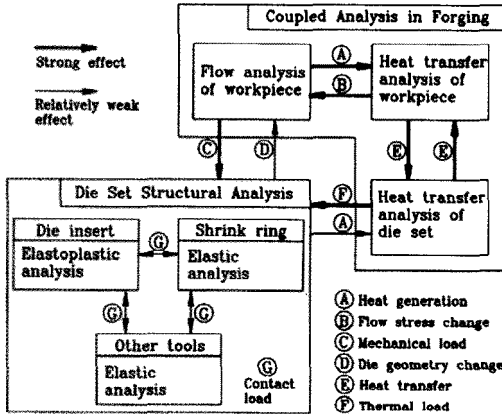 Coupled Analysis in Forging
Strong effect
Relatively weak
effect
Flow analysis
of workpiece
A
B
Heat transfer
analysis of
workpiece
C
D
E
E
Die Set Structural Analysis
F
A
Heat transfer
analysis of
die set
Die insert
Elastoplastic
analysis
G
Shrink ring
Elastic
analysis
G
G
Other tools
Elastic
analysis
G
Contact
load
A Heat generation
B Flow stress change
C Mechanical load
D Die geometry change
E Heat transfer
F Thermal load